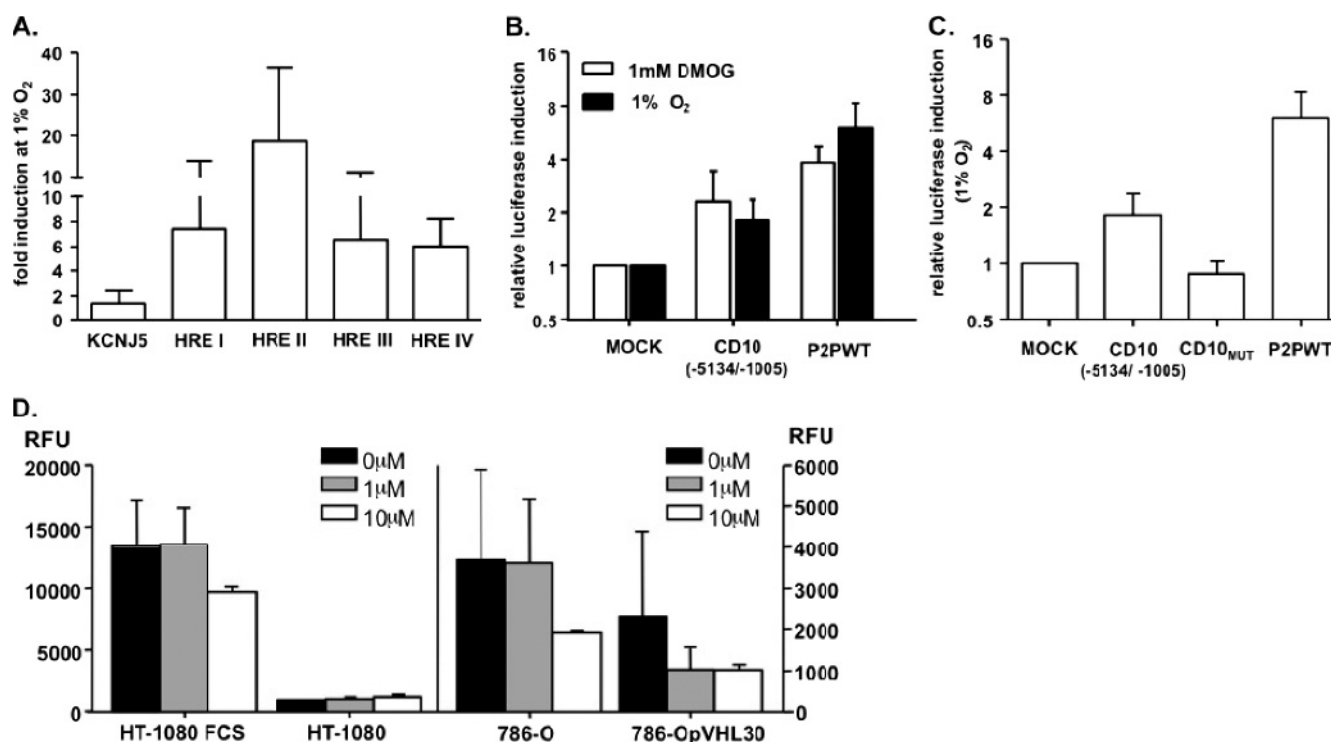 A.
fold induction at 1% O₂
40
30
20
10
8
6
4
2
0
KCNJ5 HRE I HRE II HRE III HRE IV
B.
relative luciferase induction
16
8
4
2
1
0.5
1mM DMOG
1% O₂
MOCK CD10 P2PWT
(-5134/-1005)
C.
relative luciferase induction
(1% O₂)
16
8
4
2
1
0.5
MOCK CD10 CD10MUT P2PWT
(-5134/ -1005)
D.
RFU
20000
15000
10000
5000
0
0μM
1μM
10μM
HT-1080 FCS HT-1080
0μM
1μM
10μM
786-O 786-OpVHL30
RFU
6000
5000
4000
3000
2000
1000
0